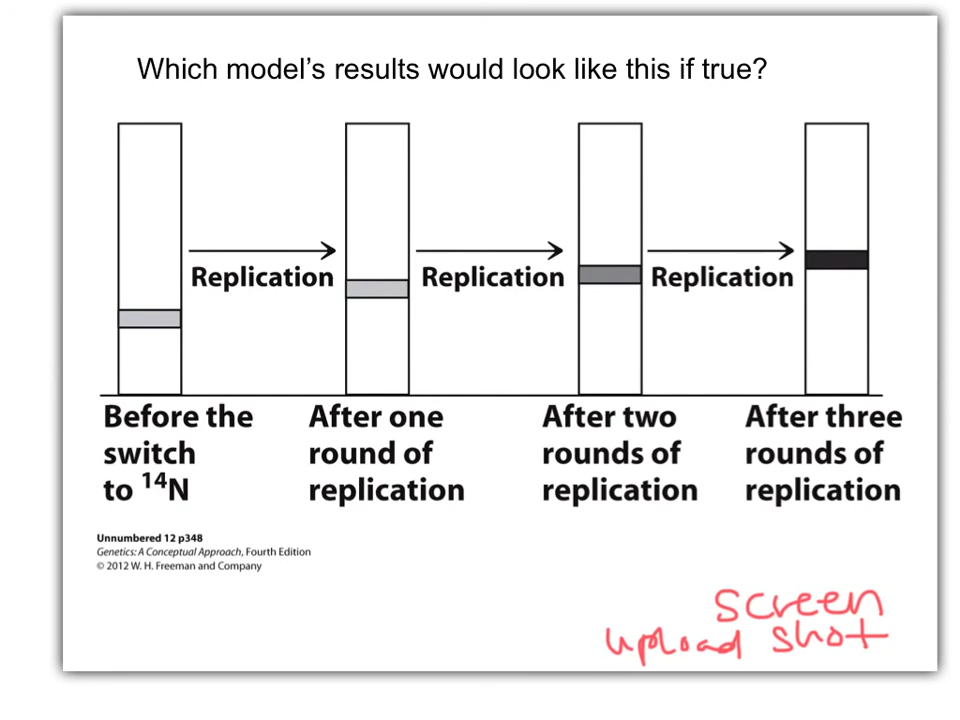 Which model's results would look like this if true?
Replication
Replication
Replication
Before the
switch
to ¹⁴N
After one
round of
replication
After two
rounds of
replication
After three
rounds of
replication
Unnumbered 12 p348
Genetics: A Conceptual Approach, Fourth Edition
© 2012 W. H. Freeman and Company
screen
upload shot